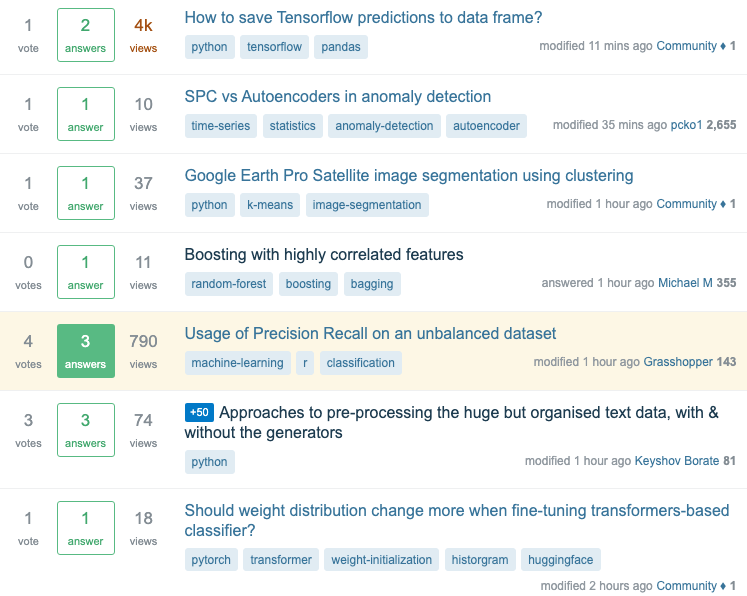 1 2 4k How to save Tensorflow predictions to data frame?
vote answers views python tensorflow pandas modified 11 mins ago Community ♦ 1
1 1 10 SPC vs Autoencoders in anomaly detection
vote answer views time-series statistics anomaly-detection autoencoder modified 35 mins ago pcko1 2,655
1 1 37 Google Earth Pro Satellite image segmentation using clustering
vote answer views python k-means image-segmentation modified 1 hour ago Community ♦ 1
0 1 11 Boosting with highly correlated features
votes answer views random-forest boosting bagging answered 1 hour ago Michael M 355
4 3 790 Usage of Precision Recall on an unbalanced dataset
votes answers views machine-learning r classification modified 1 hour ago Grasshopper 143
3 3 74 +50 Approaches to pre-processing the huge but organised text data, with &
votes answers views without the generators
python modified 1 hour ago Keyshov Borate 81
1 1 18 Should weight distribution change more when fine-tuning transformers-based
vote answer views classifier?
pytorch transformer weight-initialization historgram huggingface
modified 2 hours ago Community ♦ 1